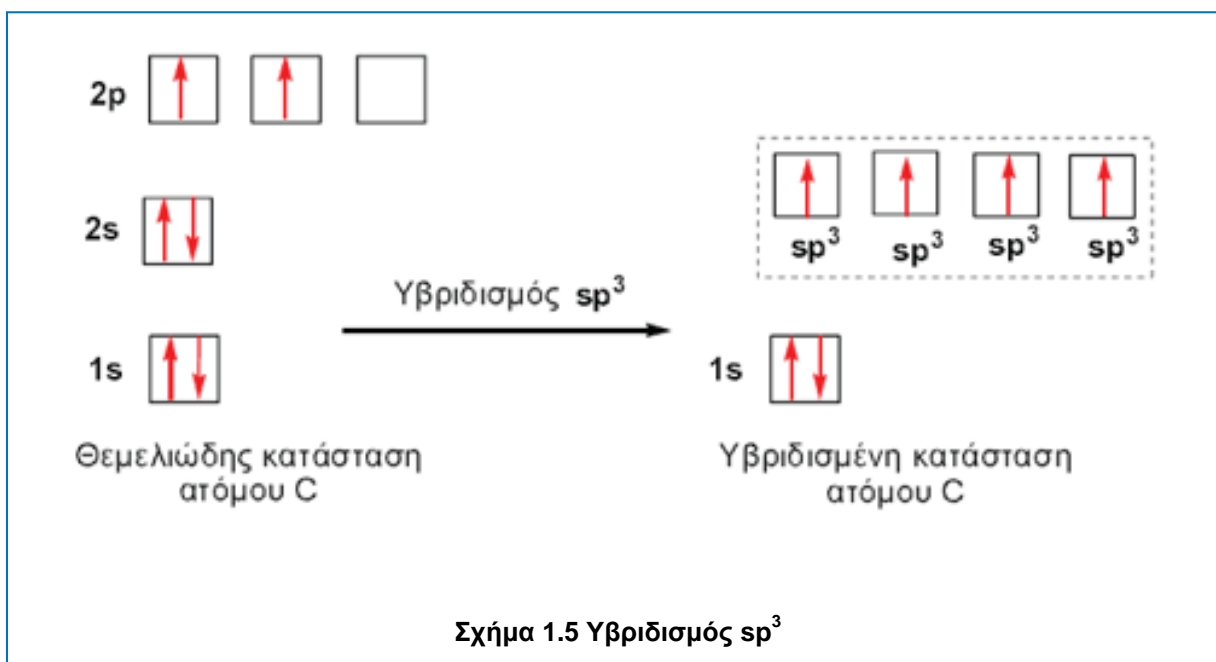 2p
2s
1s
Θεμελιώδης κατάσταση
ατόμου C
Υβριδισμός sp³
sp³ sp³ sp³ sp³
1s
Υβριδισμένη κατάσταση
ατόμου C
Σχήμα 1.5 Υβριδισμός sp³